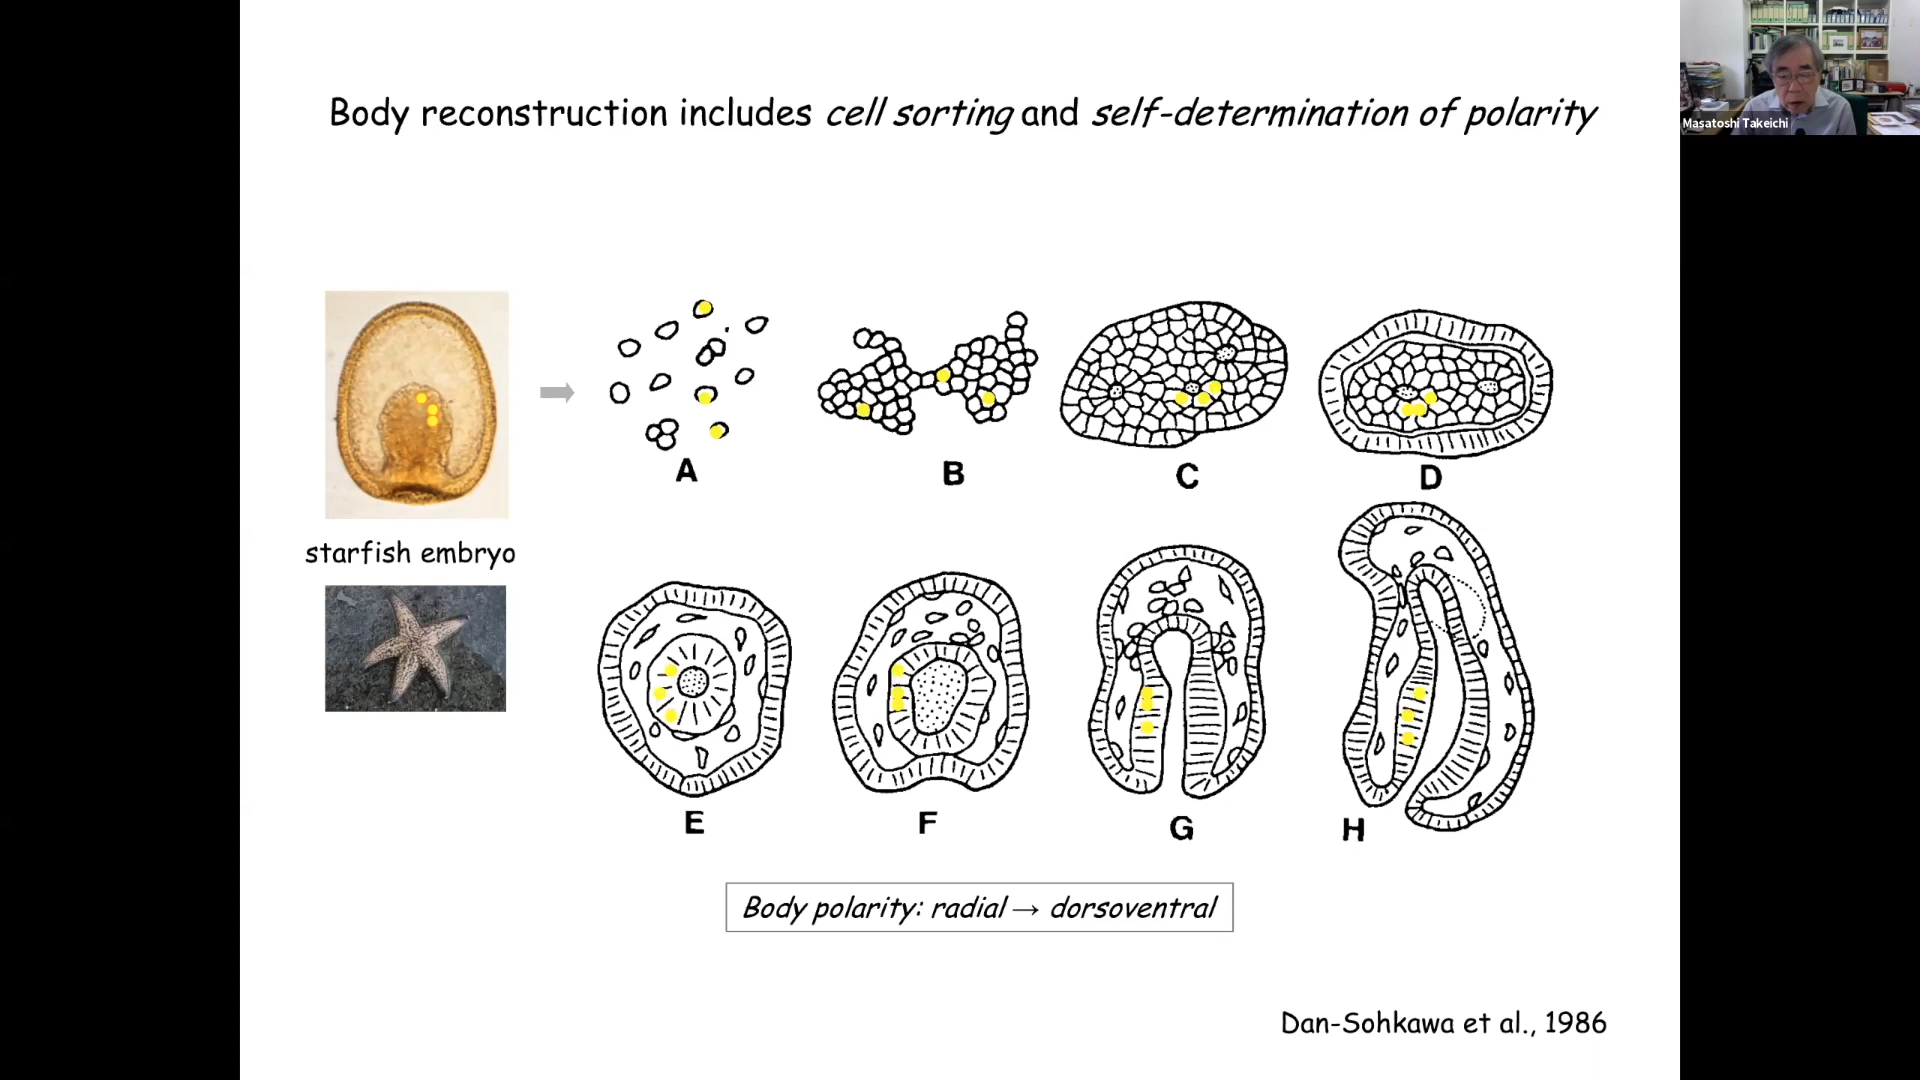 Body reconstruction includes cell sorting and self-determination of polarity
Masatoshi Takeichi
A
B
C
D
starfish embryo
E
F
G
H
Body polarity: radial → dorsoventral
Dan-Sohkawa et al., 1986